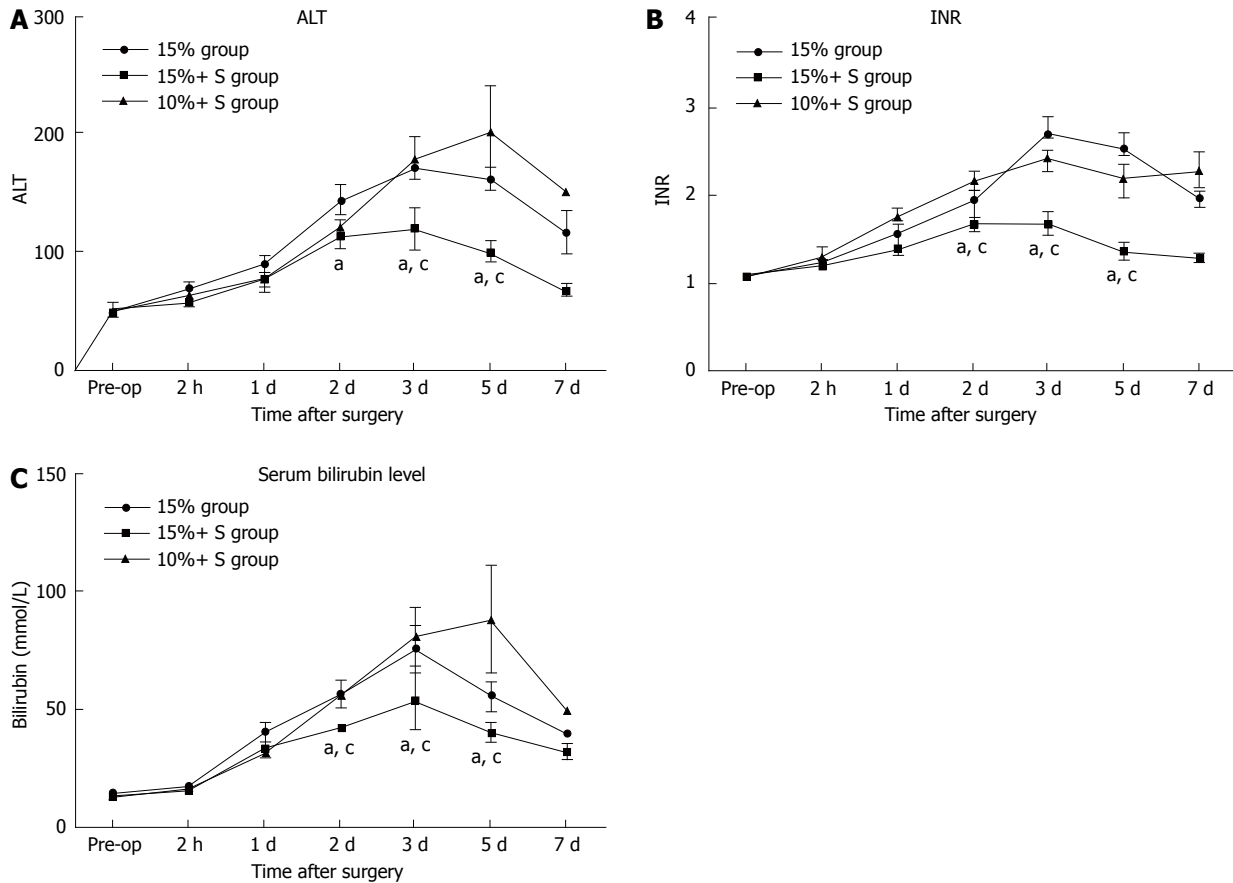 A
ALT
300
200
100
0
ALT
15% group
15%+ S group
10%+ S group
a
a, c
a, c
Pre-op 2 h 1 d 2 d 3 d 5 d 7 d
Time after surgery
B
INR
4
3
2
1
0
INR
15% group
15%+ S group
10%+ S group
a, c
a, c
a, c
Pre-op 2 h 1 d 2 d 3 d 5 d 7 d
Time after surgery
C
Serum bilirubin level
150
100
50
0
Bilirubin (mmol/L)
15% group
15%+ S group
10%+ S group
a, c
a, c
a, c
Pre-op 2 h 1 d 2 d 3 d 5 d 7 d
Time after surgery